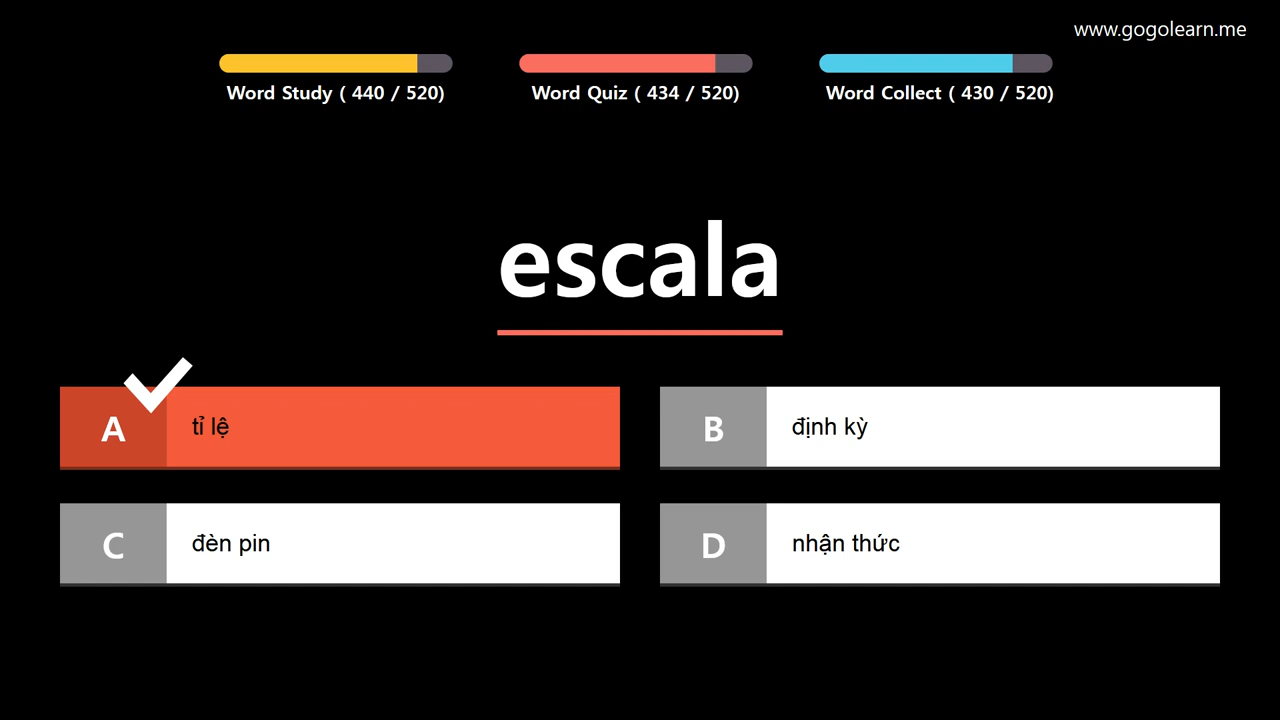 www.gogolearn.me
Word Study ( 440 / 520)
Word Quiz ( 434 / 520)
Word Collect ( 430 / 520)
escala
A tỉ lệ
B định kỳ
C đèn pin
D nhận thức